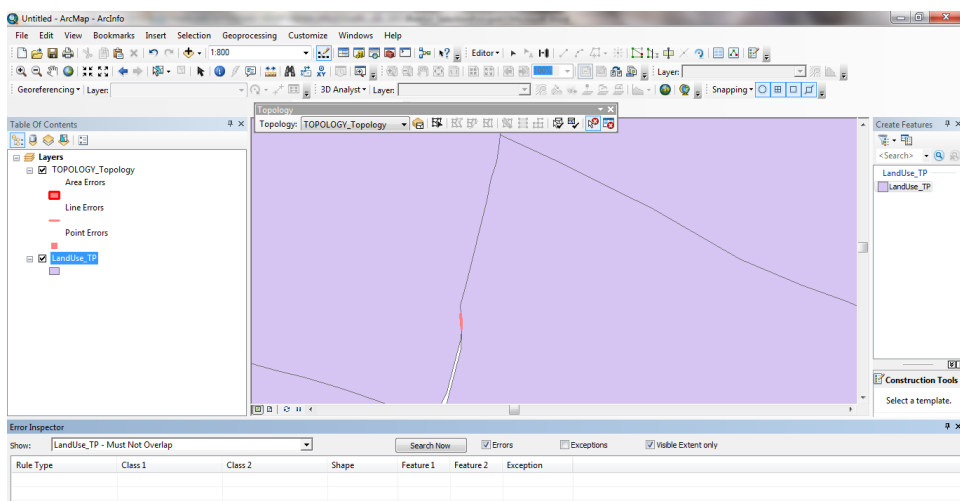 Untitled - ArcMap - ArcInfo
File Edit View Bookmarks Insert Selection Geoprocessing Customize Windows Help
1:800 Editor
Layer:
Georeferencing Layer: 3D Analyst Layer: Snapping
Topology
Topology: TOPOLOGY_Topology
Table Of Contents
Layers
TOPOLOGY_Topology
Area Errors
Line Errors
Point Errors
LandUse_TP
Create Features
<Search>
LandUse_TP
LandUse_TP
Construction Tools
Select a template.
Error Inspector
Show: LandUse_TP - Must Not Overlap Search Now Errors Exceptions Visible Extent only
Rule Type Class 1 Class 2 Shape Feature 1 Feature 2 Exception